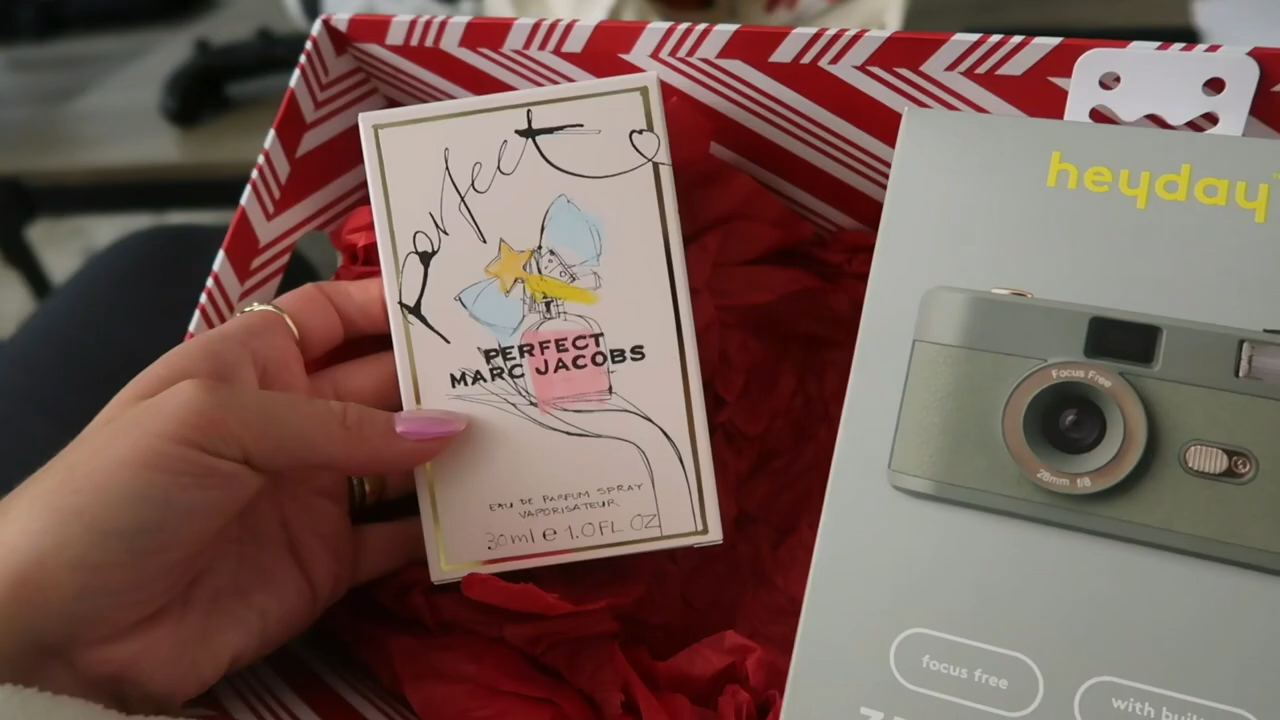 perfect
PERFECT
MARC JACOBS
EAU DE PARFUM SPRAY
VAPORISATEUR
30ml e 1.0FL OZ
heyday
Focus Free
28mm f/8
focus free
with